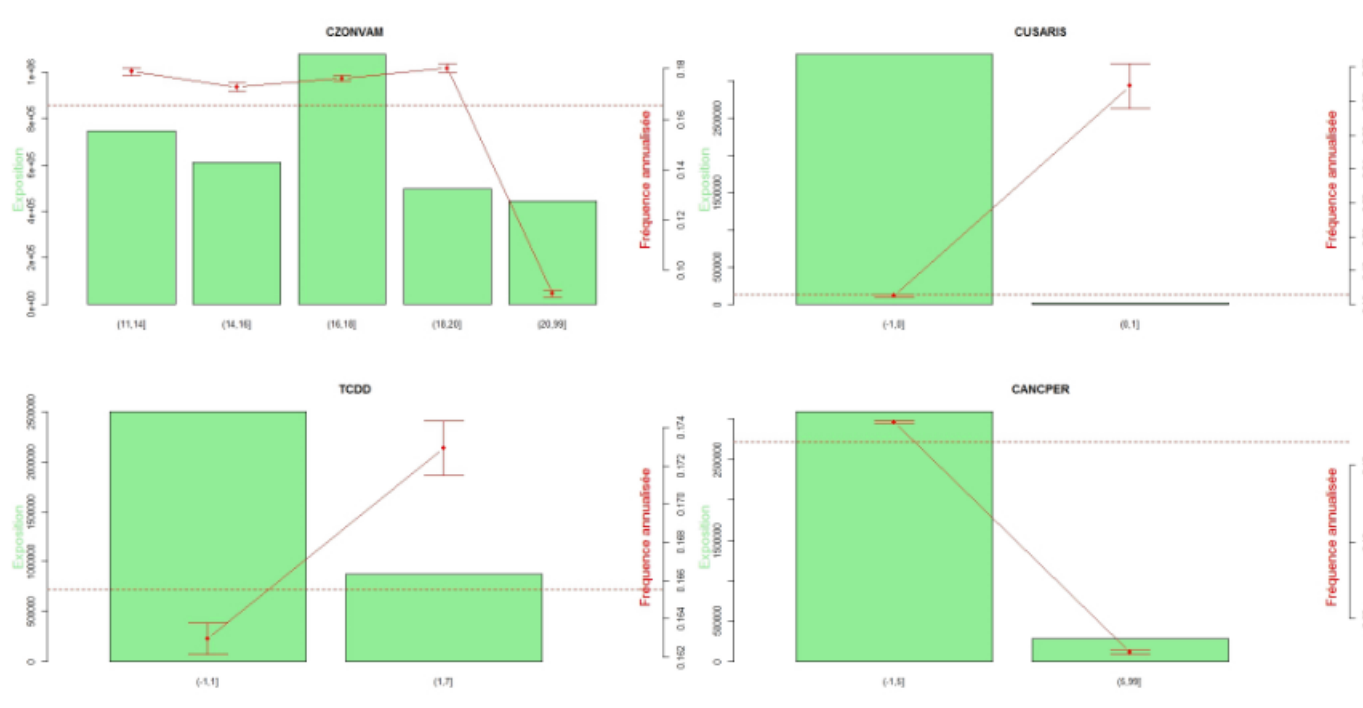 CZONVAM
Exposition
0e+00 2e+05 4e+05 6e+05 8e+05 1e+06
Fréquence annualisée
0.10 0.12 0.14 0.16 0.18
(11,14] (14,16] (16,18] (18,20] (20,99]
CUSARIS
Exposition
0 500000 1500000 2500000
Fréquence annualisée
(-1,0] (0,1]
TCDD
Exposition
0 500000 1000000 1500000 2000000 2500000
Fréquence annualisée
0.162 0.164 0.166 0.168 0.170 0.172 0.174
(-1,1] (1,7]
CANCPER
Exposition
0 500000 1500000 2500000
Fréquence annualisée
(-1,5] (5,99]